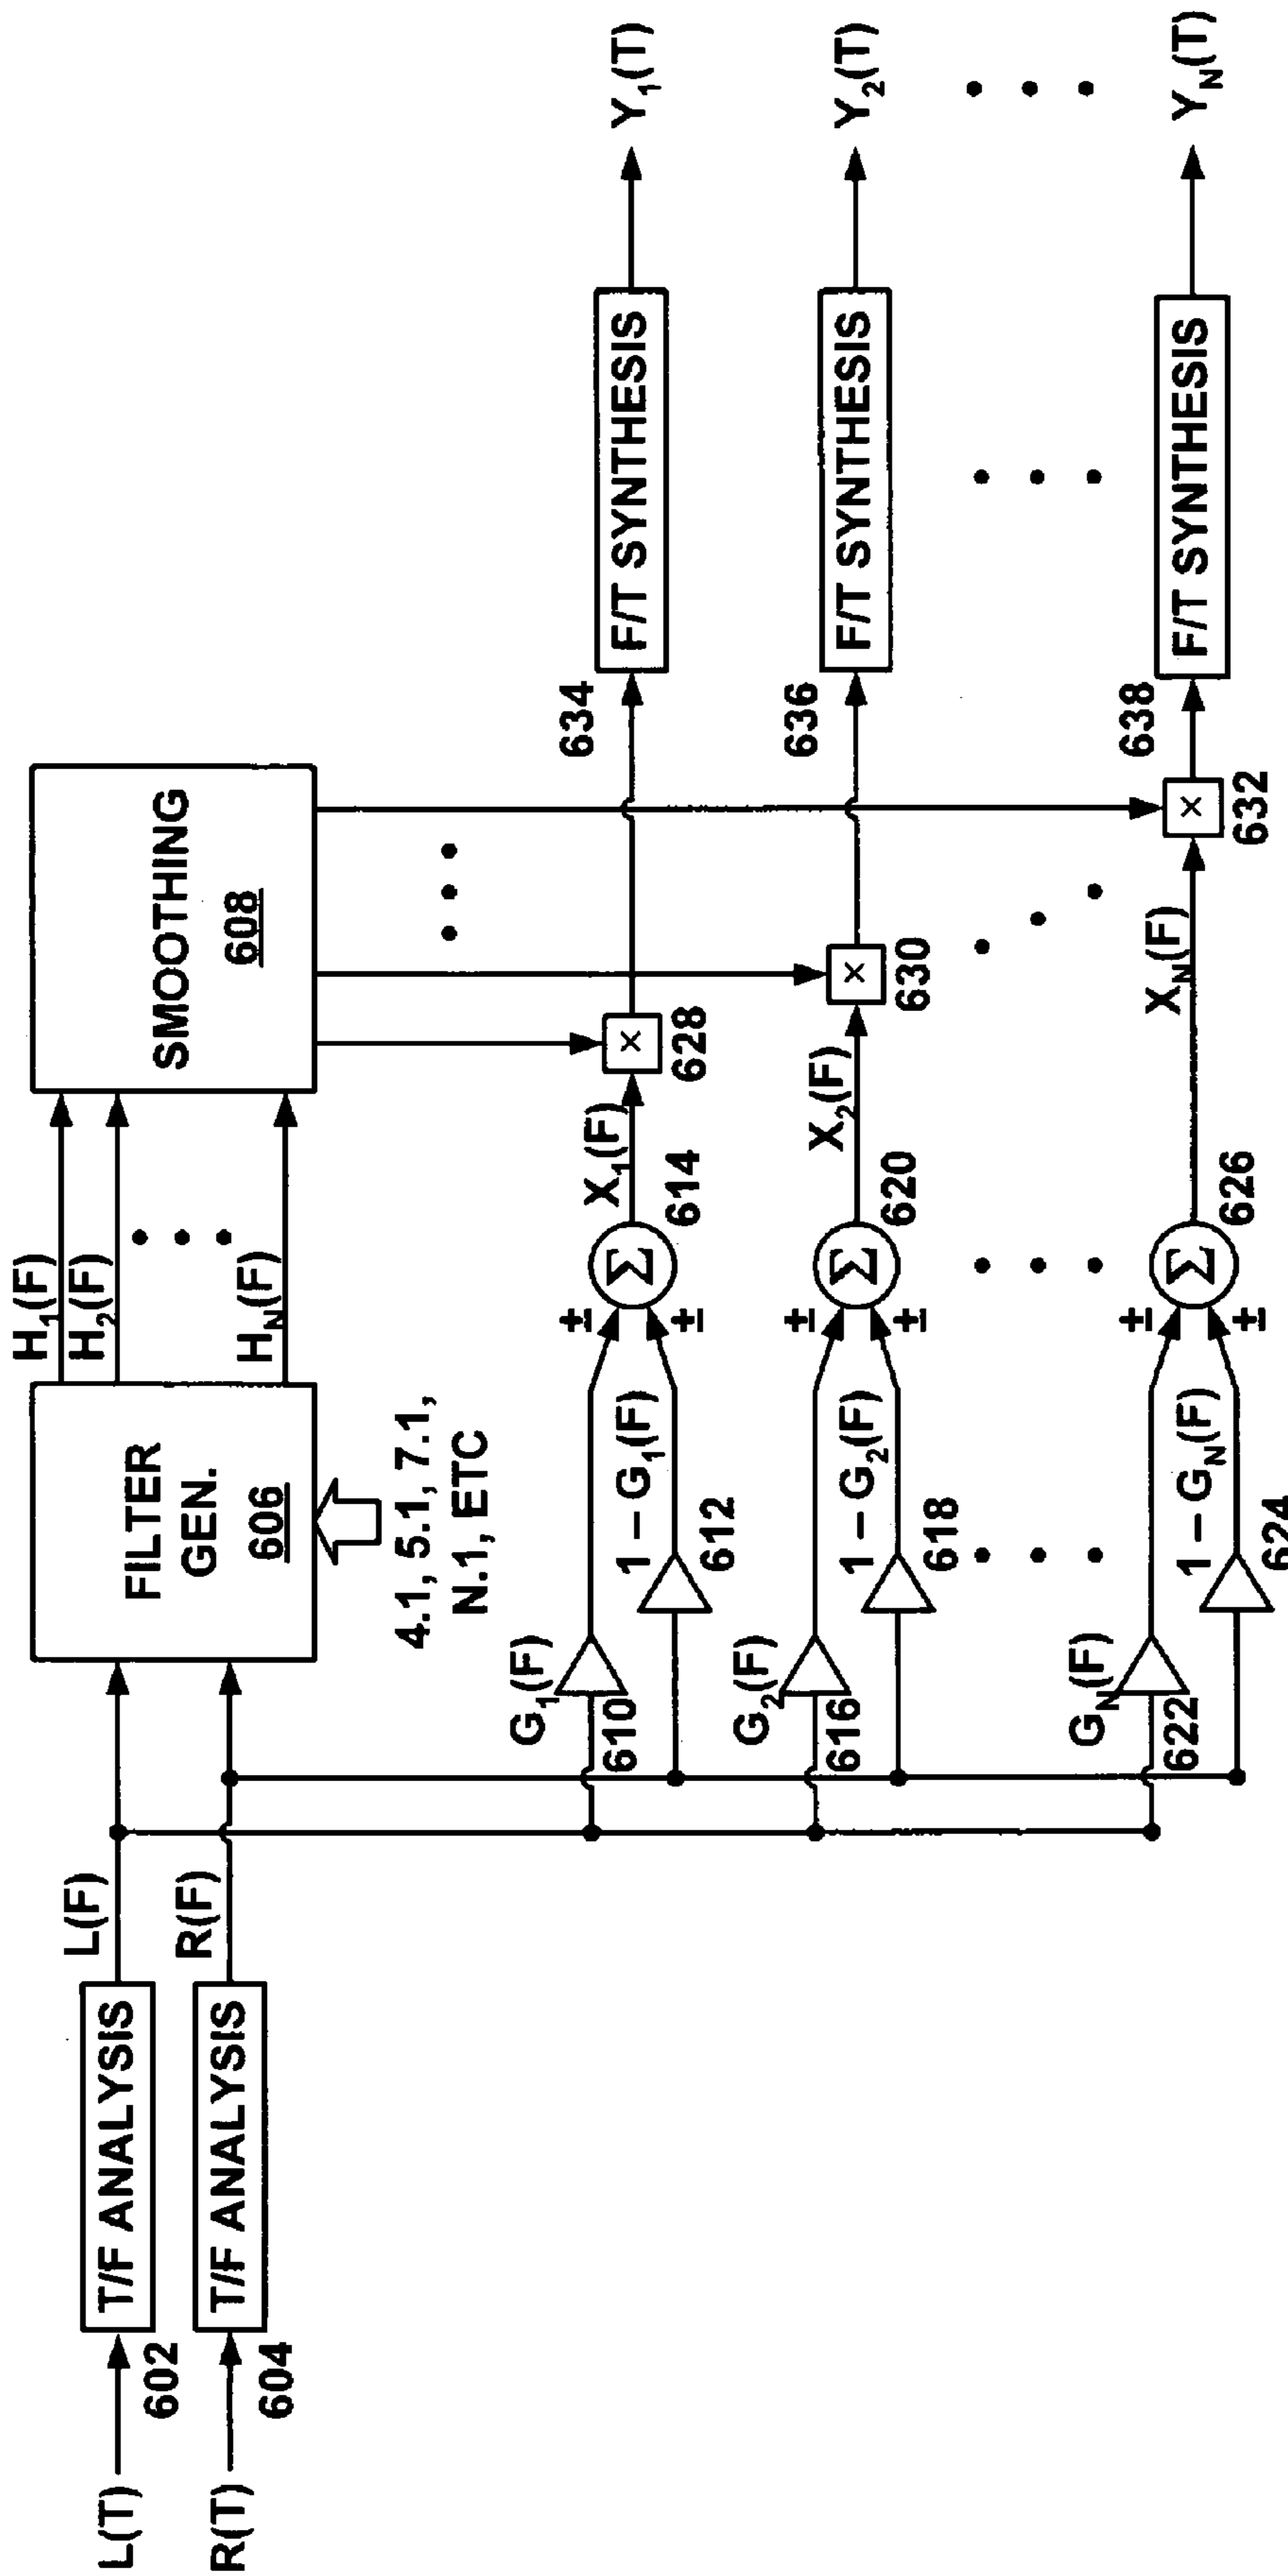 L(T)
602
T/F ANALYSIS
L(F)
R(T)
604
T/F ANALYSIS
R(F)
FILTER
GEN.
606
4.1, 5.1, 7.1,
N.1, ETC
H1(F)
H2(F)
HN(F)
SMOOTHING
608
G1(F)
610
1 – G1(F)
612
±
±
Σ
614
X1(F)
×
628
634
F/T SYNTHESIS
Y1(T)
G2(F)
616
1 – G2(F)
618
±
±
Σ
620
X2(F)
×
630
636
F/T SYNTHESIS
Y2(T)
GN(F)
622
1 – GN(F)
624
±
±
Σ
626
XN(F)
×
632
638
F/T SYNTHESIS
YN(T)